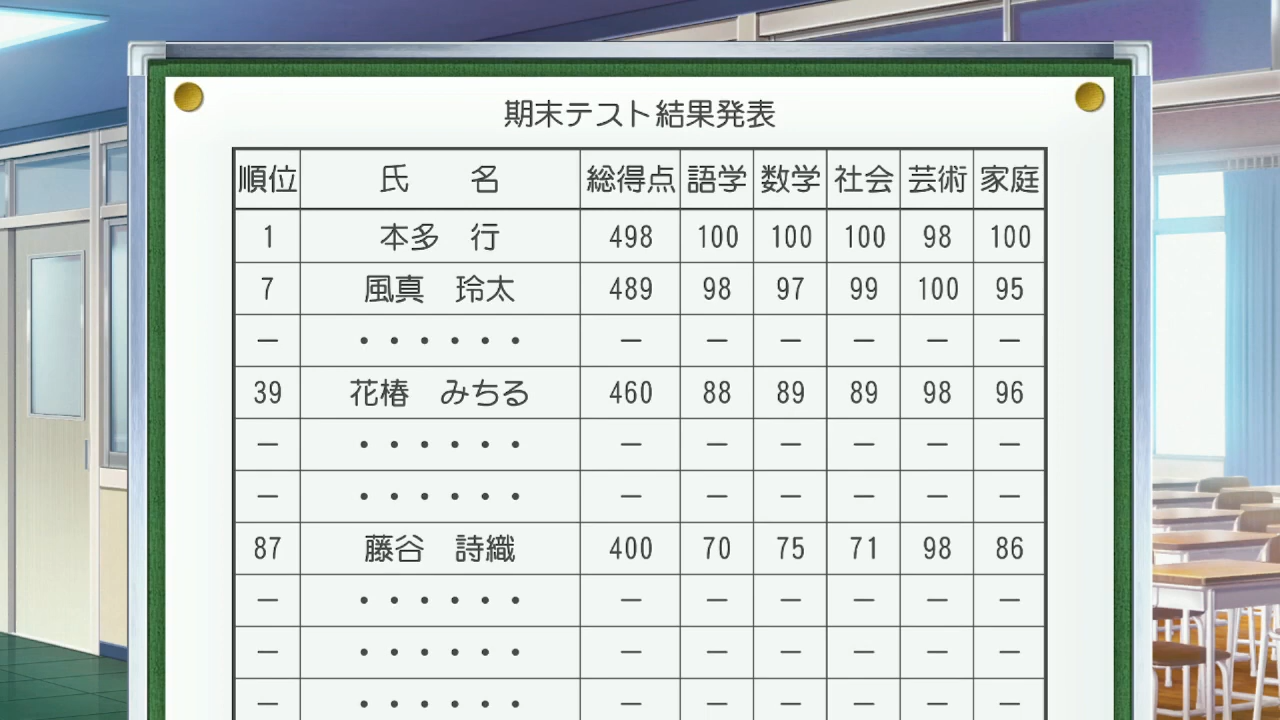 期末テスト結果発表
順位 氏 名 総得点 語学 数学 社会 芸術 家庭
1 本多 行 498 100 100 100 98 100
7 風真 玲太 489 98 97 99 100 95
― ・・・・・・ ― ― ― ― ― ―
39 花椿 みちる 460 88 89 89 98 96
― ・・・・・・ ― ― ― ― ― ―
― ・・・・・・ ― ― ― ― ― ―
87 藤谷 詩織 400 70 75 71 98 86
― ・・・・・・ ― ― ― ― ― ―
― ・・・・・・ ― ― ― ― ― ―
― ・・・・・・ ― ― ― ― ― ―